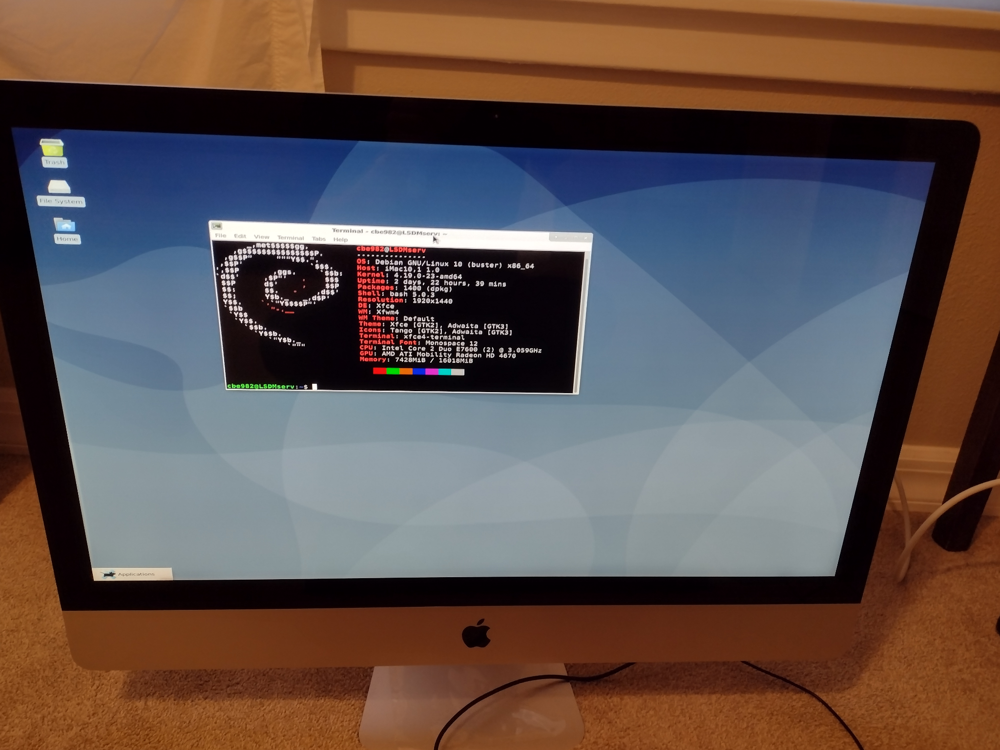 Trash
File System
Home
Terminal - cbe982@LSDMserv: ~
File Edit View Terminal Tabs Help
_,met$$$$$gg.
,g$$$$$$$$$$$$$$$P.
,g$$P" """Y$$.".
,$$P' `$$$.
',$$P ,ggs. `$$b:
`d$$' ,$P"' . $$$
$$P d$' , $$P
$$: $$. - ,d$$'
$$; Y$b._ _,d$P'
Y$$. `.`"Y$$$$P"'
`$$b "-.__
`Y$$
`Y$$.
`$$b.
`Y$$b.
`"Y$b._
`"""
cbe982@LSDMserv
---------------
OS: Debian GNU/Linux 10 (buster) x86_64
Host: iMac10,1 1.0
Kernel: 4.19.0-23-amd64
Uptime: 2 days, 22 hours, 39 mins
Packages: 1400 (dpkg)
Shell: bash 5.0.3
Resolution: 1920x1440
DE: Xfce
WM: Xfwm4
WM Theme: Default
Theme: Xfce [GTK2], Adwaita [GTK3]
Icons: Tango [GTK2], Adwaita [GTK3]
Terminal: xfce4-terminal
Terminal Font: Monospace 12
CPU: Intel Core 2 Duo E7600 (2) @ 3.059GHz
GPU: AMD ATI Mobility Radeon HD 4670
Memory: 7428MiB / 16018MiB
cbe982@LSDMserv:~$
Applications